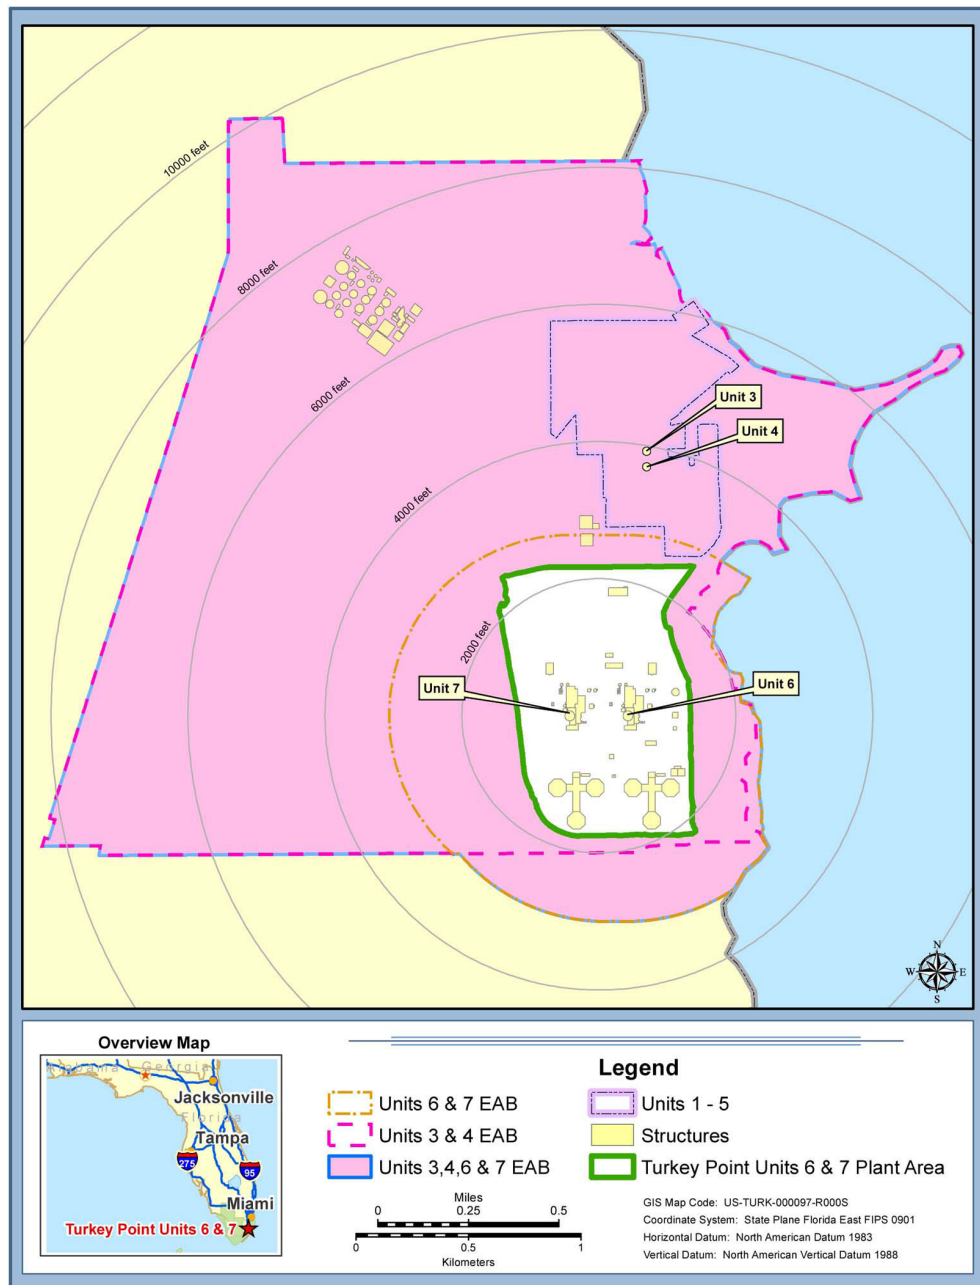 10000 feet
8000 feet
6000 feet
4000 feet
2000 feet
Unit 3
Unit 4
Unit 7
Unit 6
N
W
E
S
Overview Map
Alabama
Georgia
Jacksonville
Florida
Tampa
275
95
Miami
Turkey Point Units 6 & 7
Legend
Units 6 & 7 EAB
Units 3 & 4 EAB
Units 3,4,6 & 7 EAB
Units 1 - 5
Structures
Turkey Point Units 6 & 7 Plant Area
Miles
0 0.25 0.5
0 0.5 1
Kilometers
GIS Map Code: US-TURK-000097-R000S
Coordinate System: State Plane Florida East FIPS 0901
Horizontal Datum: North American Datum 1983
Vertical Datum: North American Vertical Datum 1988